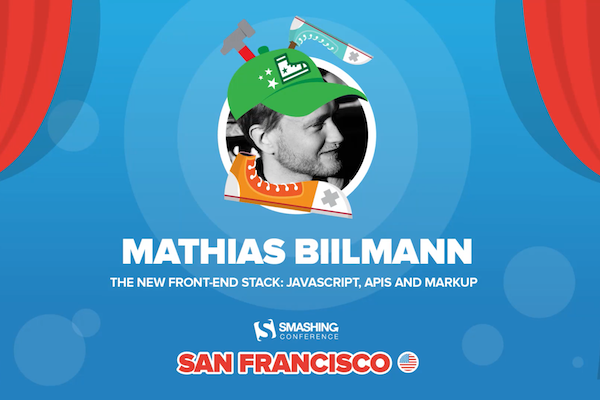 MATHIAS BIILMANN
THE NEW FRONT-END STACK: JAVASCRIPT, APIS AND MARKUP
SMASHING
CONFERENCE
SAN FRANCISCO